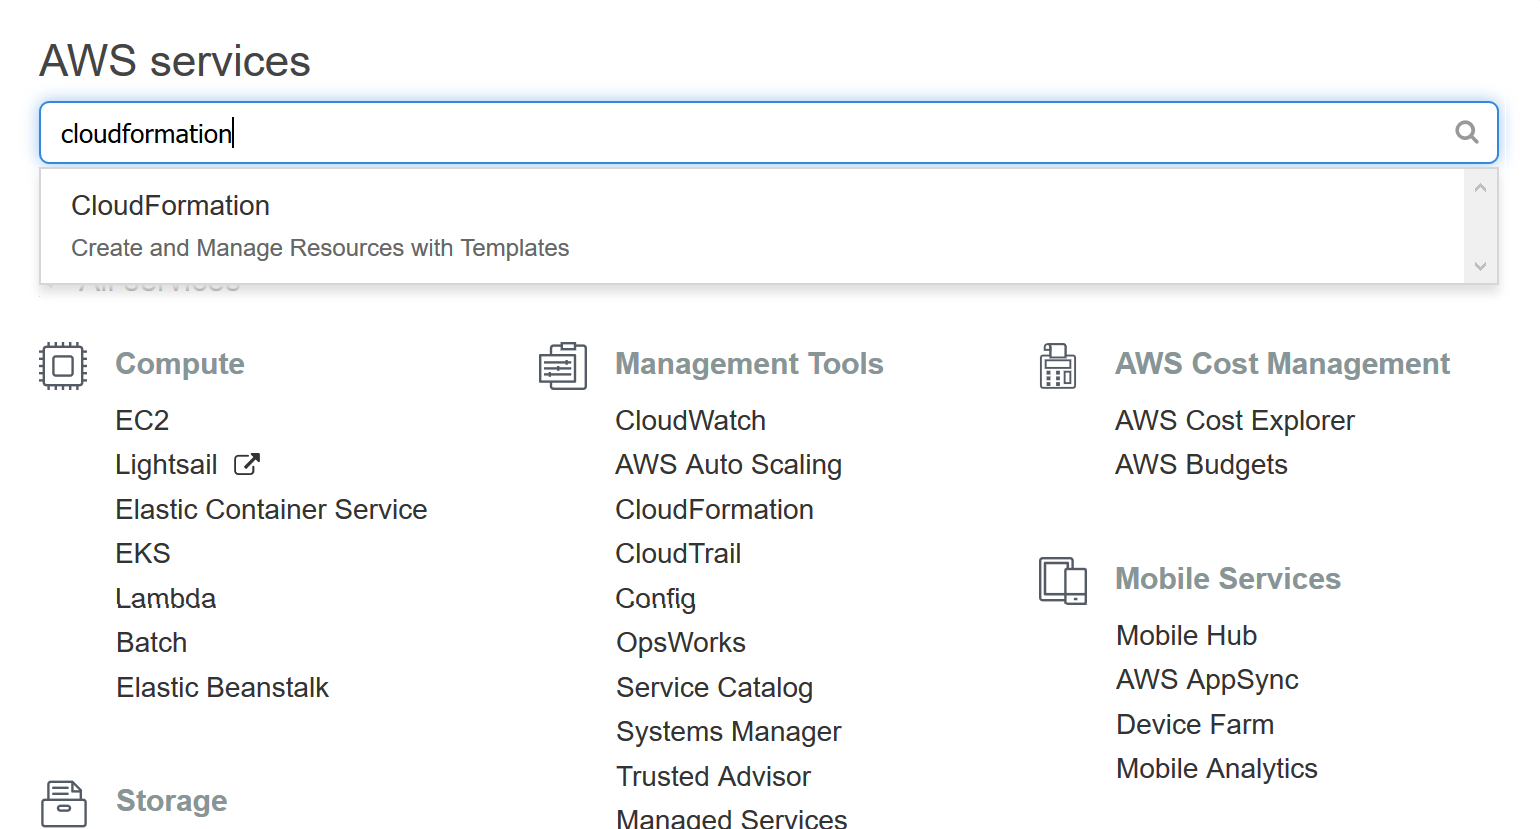 AWS services
cloudformation
CloudFormation
Create and Manage Resources with Templates
All services
Compute
EC2
Lightsail
Elastic Container Service
EKS
Lambda
Batch
Elastic Beanstalk
Storage
Management Tools
CloudWatch
AWS Auto Scaling
CloudFormation
CloudTrail
Config
OpsWorks
Service Catalog
Systems Manager
Trusted Advisor
Managed Services
AWS Cost Management
AWS Cost Explorer
AWS Budgets
Mobile Services
Mobile Hub
AWS AppSync
Device Farm
Mobile Analytics